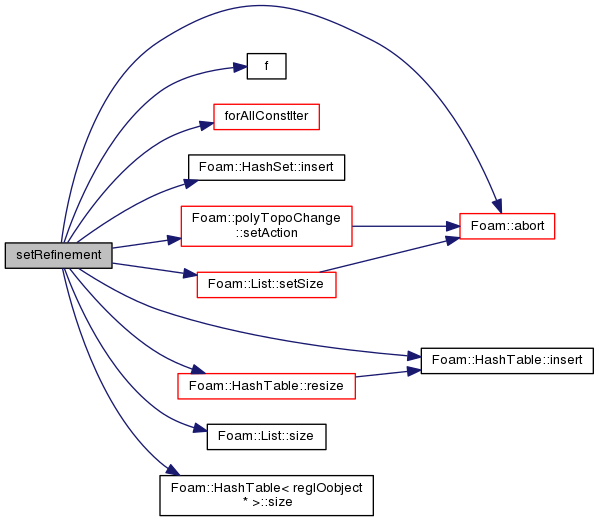 f
forAllConstIter
Foam::HashSet::insert
Foam::polyTopoChange
::setAction
Foam::abort
setRefinement
Foam::List::setSize
Foam::HashTable::insert
Foam::HashTable::resize
Foam::List::size
Foam::HashTable< regIOobject
* >::size